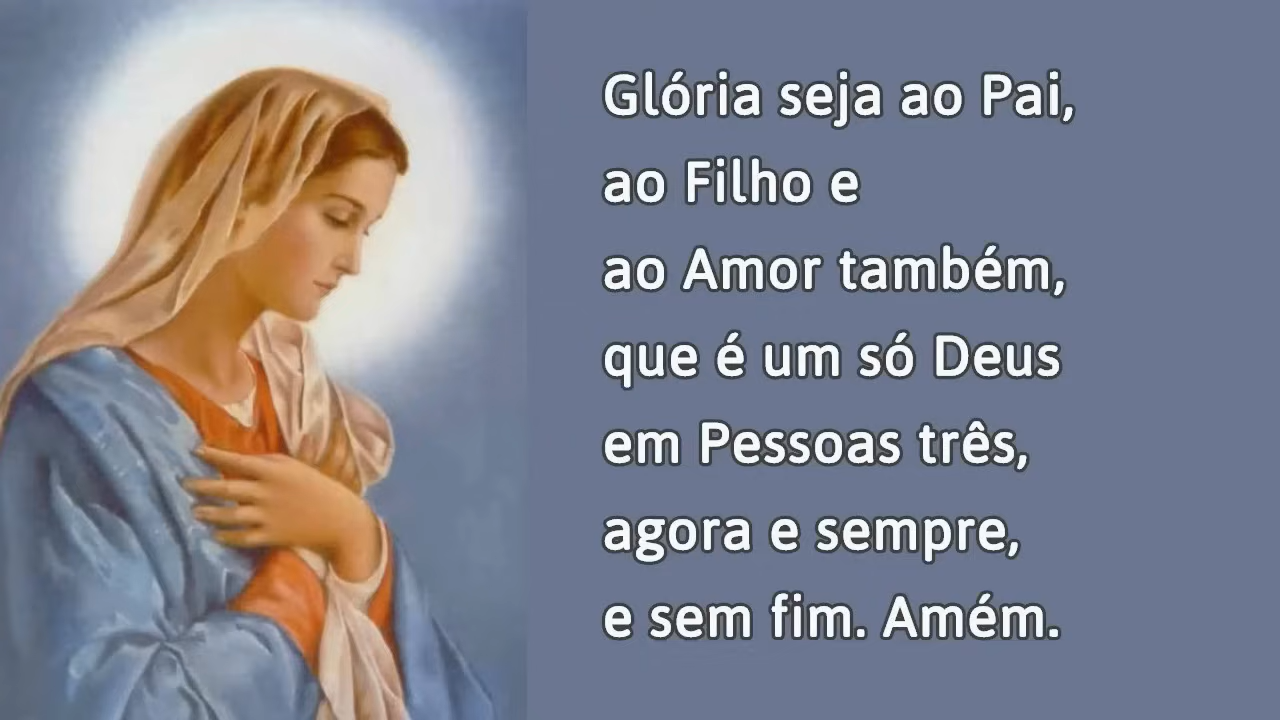 Glória seja ao Pai,
ao Filho e
ao Amor também,
que é um só Deus
em Pessoas três,
agora e sempre,
e sem fim. Amém.